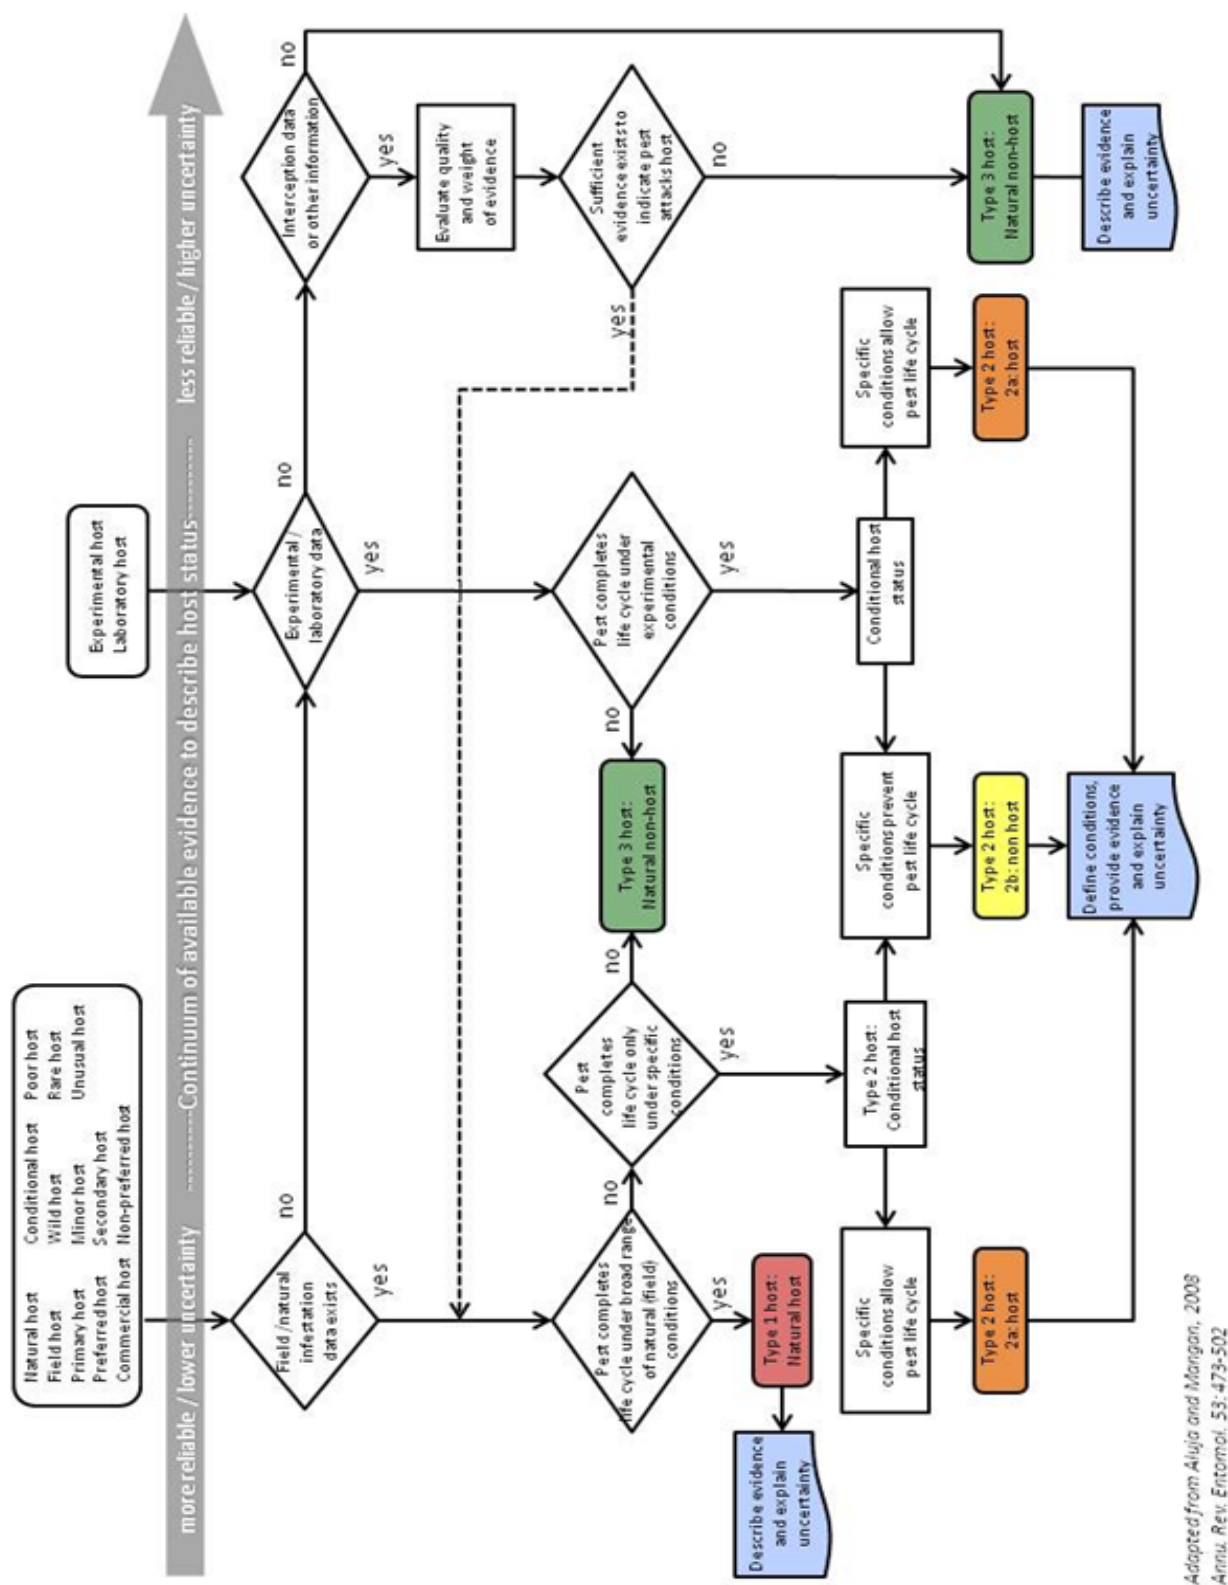 Natural host Conditional host Poor host
Field host Wild host Rare host
Primary host Minor host Unusual host
Preferred host Secondary host
Commercial host Non-preferred host
Experimental host
Laboratory host
more reliable / lower uncertainty ----------Continuum of available evidence to describe host status---------- less reliable / higher uncertainty
Field /natural
infestation
data exists
no
yes
Experimental /
laboratory data
no
yes
Interception data
or other information
no
yes
Evaluate quality
and weight
of evidence
Sufficient
evidence exists to
indicate pest
attacks host
yes
no
Pest completes
life cycle under broad range
of natural (field)
conditions
no
yes
Pest
completes
life cycle only
under specific
conditions
no
yes
Type 3 host:
Natural non-host
Pest completes
life cycle under
experimental
conditions
no
yes
Type 1 host:
Natural host
Describe evidence
and explain
uncertainty
Type 2 host:
Conditional host
status
Conditional host
status
Specific
conditions allow
pest life cycle
Specific
conditions prevent
pest life cycle
Specific
conditions allow
pest life cycle
Type 2 host:
2a: host
Type 2 host:
2b: non host
Type 2 host:
2a: host
Type 3 host:
Natural non-host
Define conditions,
provide evidence
and explain
uncertainty
Describe evidence
and explain
uncertainty
Adapted from Aluja and Mangan, 2008
Annu. Rev. Entomol. 53: 473-502